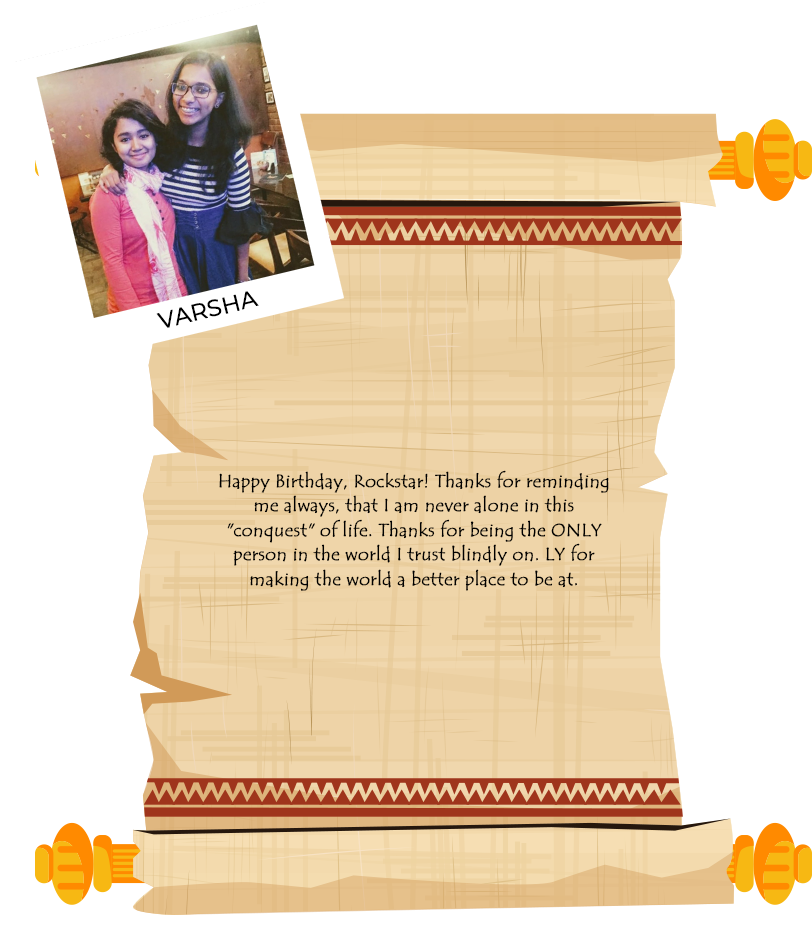 VARSHA
Happy Birthday, Rockstar! Thanks for reminding
me always, that I am never alone in this
"conquest" of life. Thanks for being the ONLY
person in the world I trust blindly on. LY for
making the world a better place to be at.